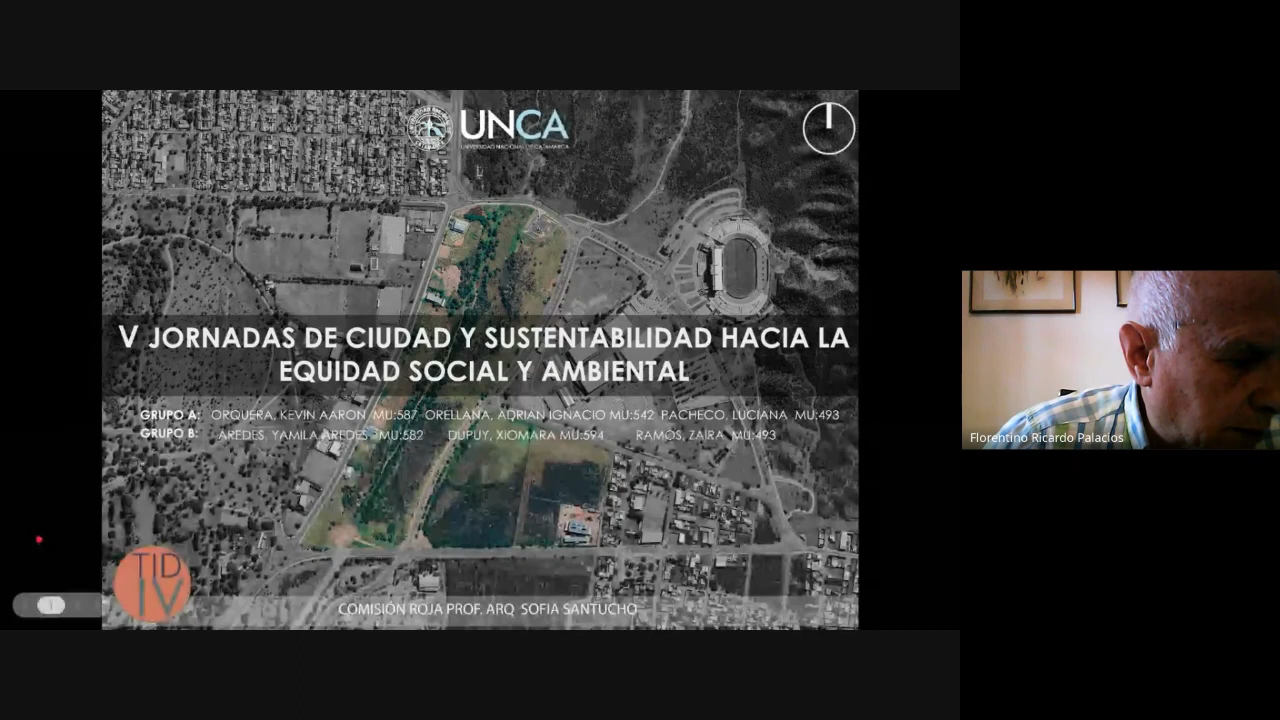 UNCA
UNIVERSIDAD NACIONAL DE CATAMARCA
V JORNADAS DE CIUDAD Y SUSTENTABILIDAD HACIA LA
EQUIDAD SOCIAL Y AMBIENTAL
GRUPO A: ORQUERA, KEVIN AARON MU:587 ORELLANA, ADRIAN IGNACIO MU:542 PACHECO, LUCIANA MU:493
GRUPO B: AREDES, YAMILA AREDES MU:582 DUPUY, XIOMARA MU:594 RAMOS, ZAIRA MU:493
Florentino Ricardo Palacios
TID
IV
1
COMISIÓN ROJA PROF. ARQ SOFIA SANTUCHO